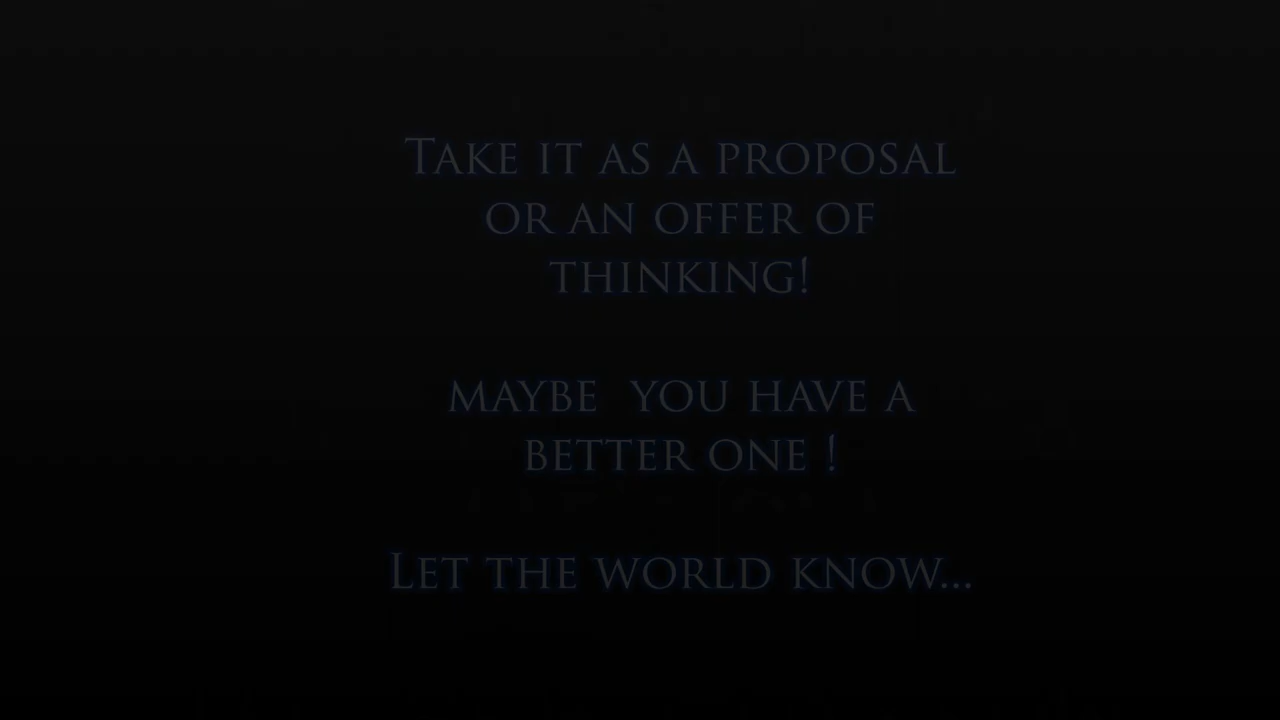 Take it as a proposal
or an offer of
thinking!
maybe you have a
better one !
Let the world know...